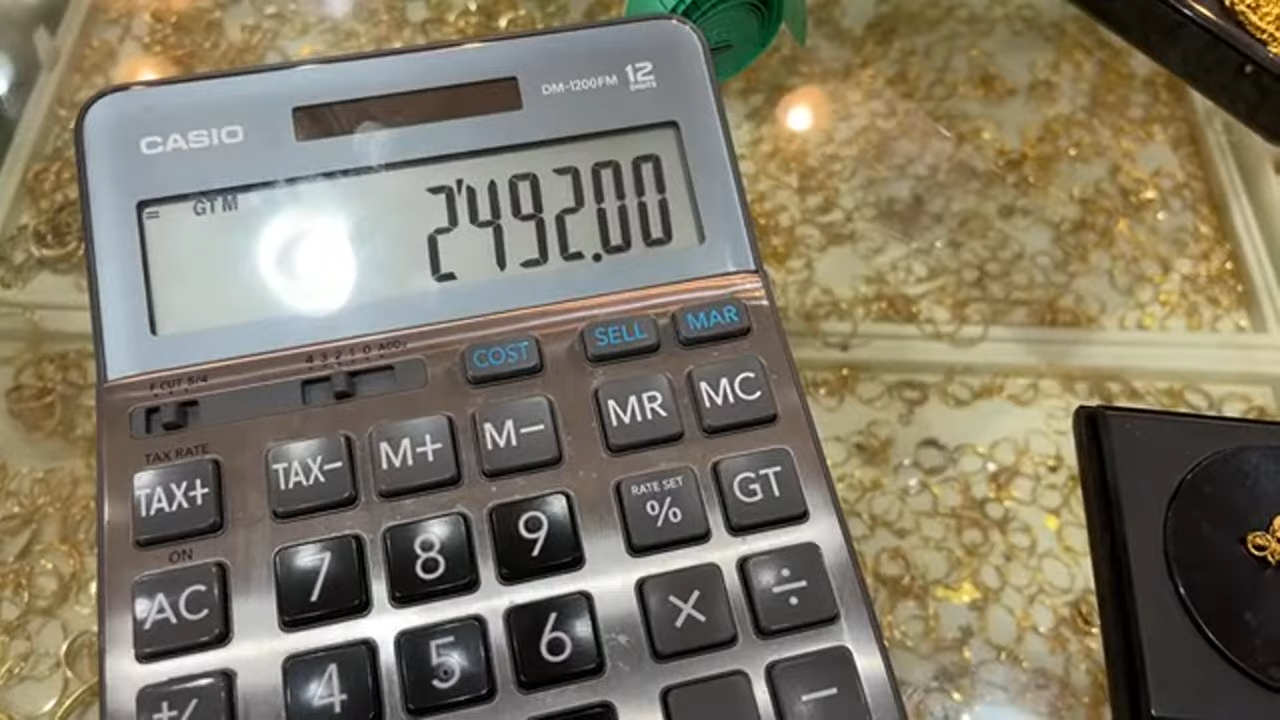 DM-1200FM 12 DIGITS
CASIO
= GT M 2'492.00
COST SELL MAR
4 3 2 1 0 ADD₂
F CUT 5/4
TAX RATE
TAX+ TAX− M+ M− MR MC
RATE SET
% GT
ON
AC 7 8 9 × ÷
+/− 4 5 6 −